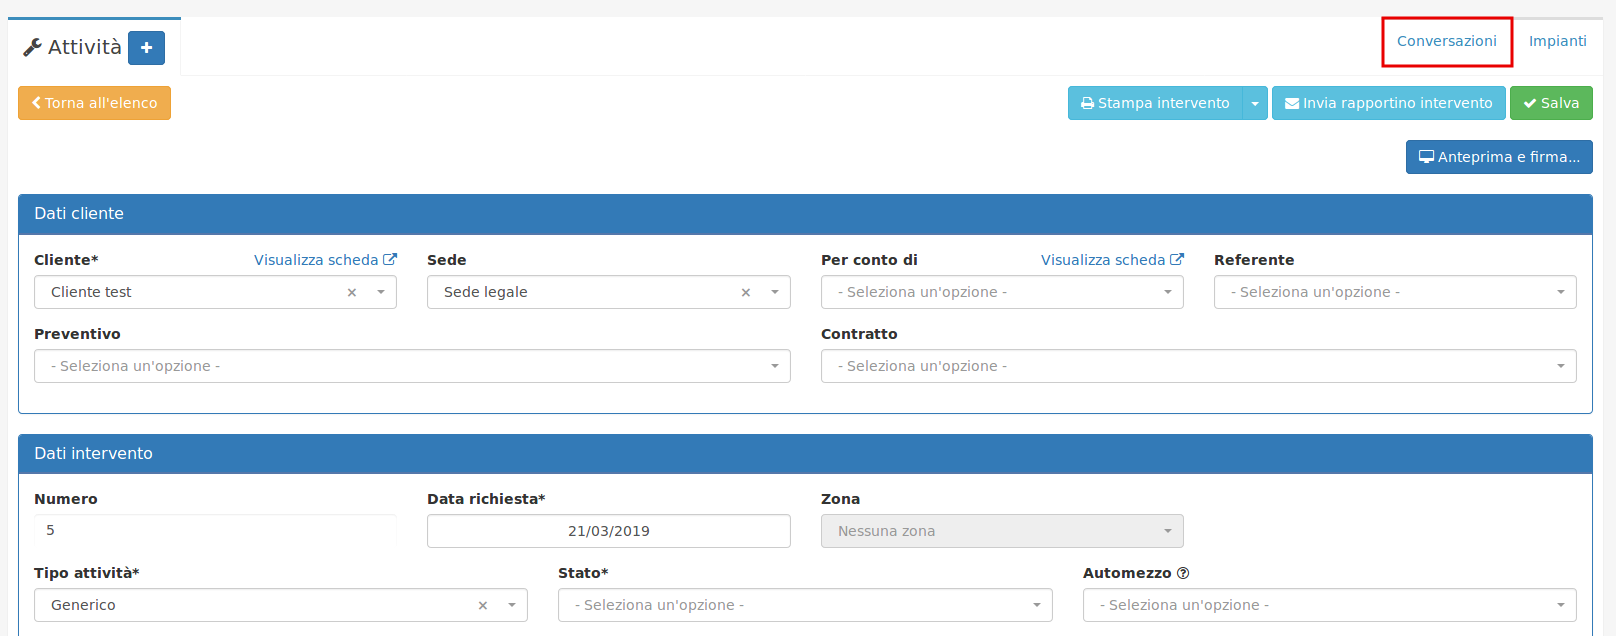 Attività
Conversazioni Impianti
Torna all'elenco Stampa intervento Invia rapportino intervento Salva
Anteprima e firma...
Dati cliente
Cliente* Visualizza scheda Sede Per conto di Visualizza scheda Referente
Cliente test × Sede legale × - Seleziona un'opzione - - Seleziona un'opzione -
Preventivo Contratto
- Seleziona un'opzione - - Seleziona un'opzione -
Dati intervento
Numero Data richiesta* Zona
5 21/03/2019 Nessuna zona
Tipo attività* Stato* Automezzo
Generico × - Seleziona un'opzione - - Seleziona un'opzione -